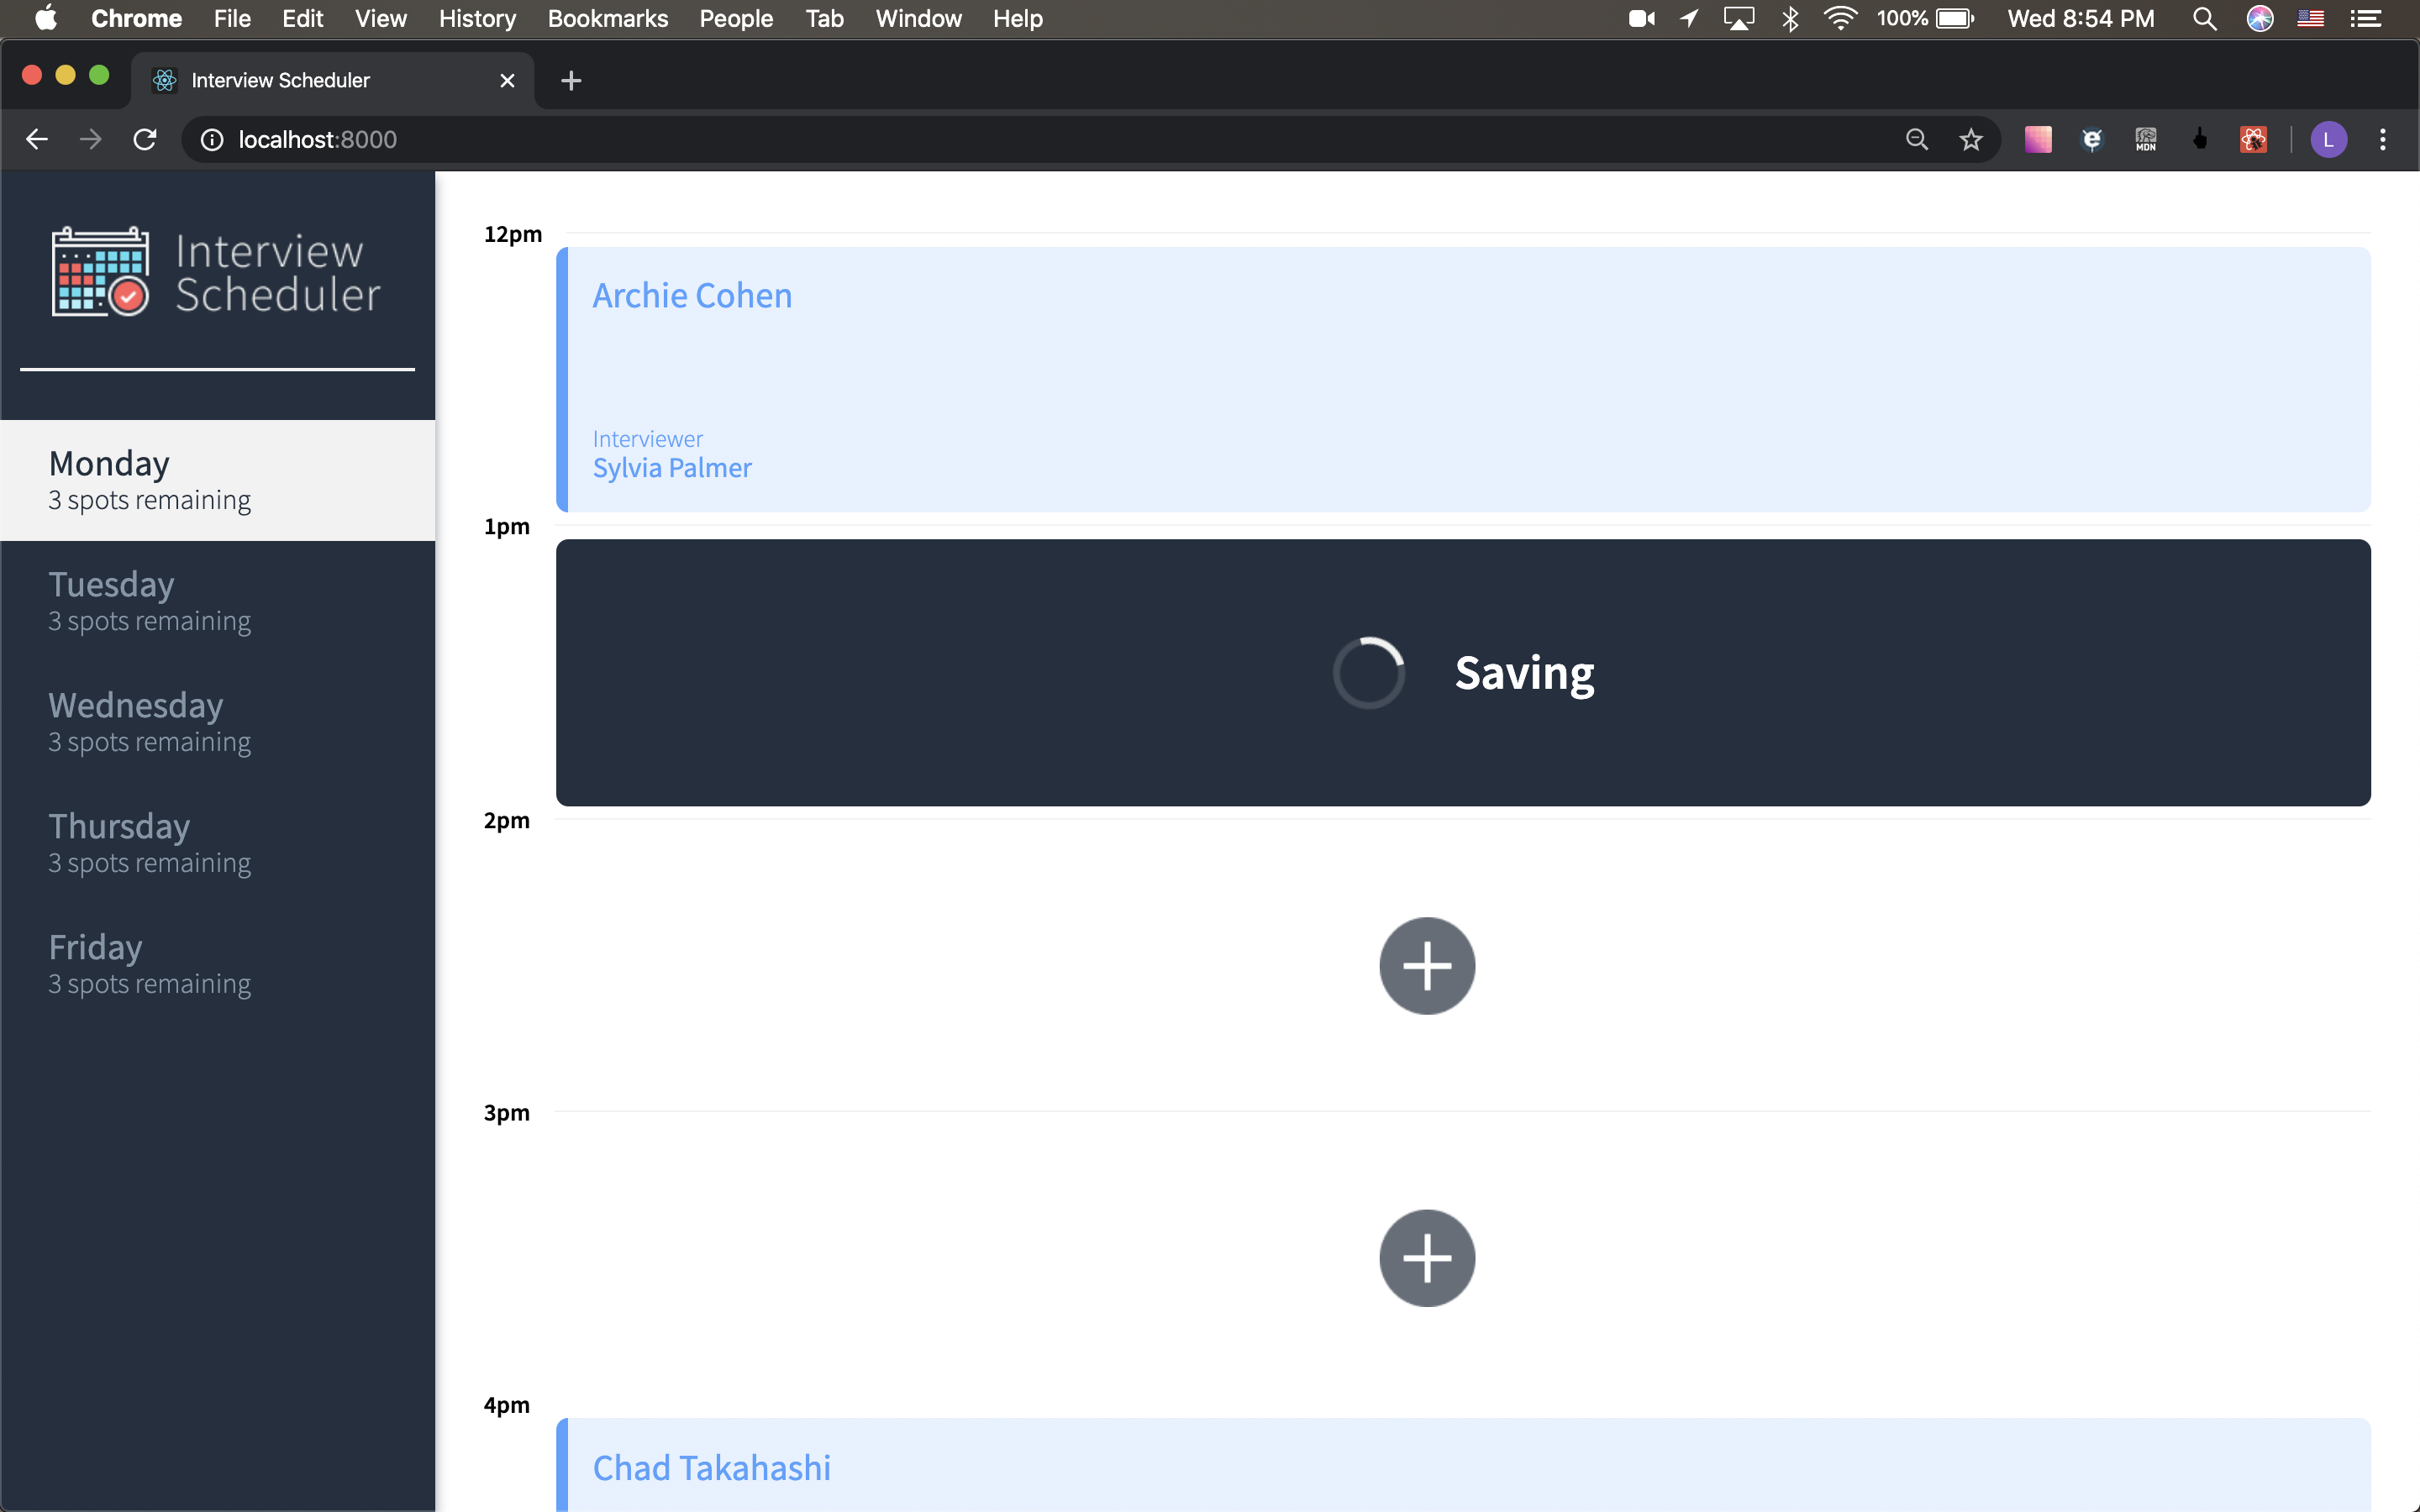 Chrome File Edit View History Bookmarks People Tab Window Help 100% Wed 8:54 PM
Interview Scheduler
localhost:8000
MDN
L
Interview
Scheduler
Monday
3 spots remaining
Tuesday
3 spots remaining
Wednesday
3 spots remaining
Thursday
3 spots remaining
Friday
3 spots remaining
12pm
Archie Cohen
Interviewer
Sylvia Palmer
1pm
Saving
2pm
3pm
4pm
Chad Takahashi